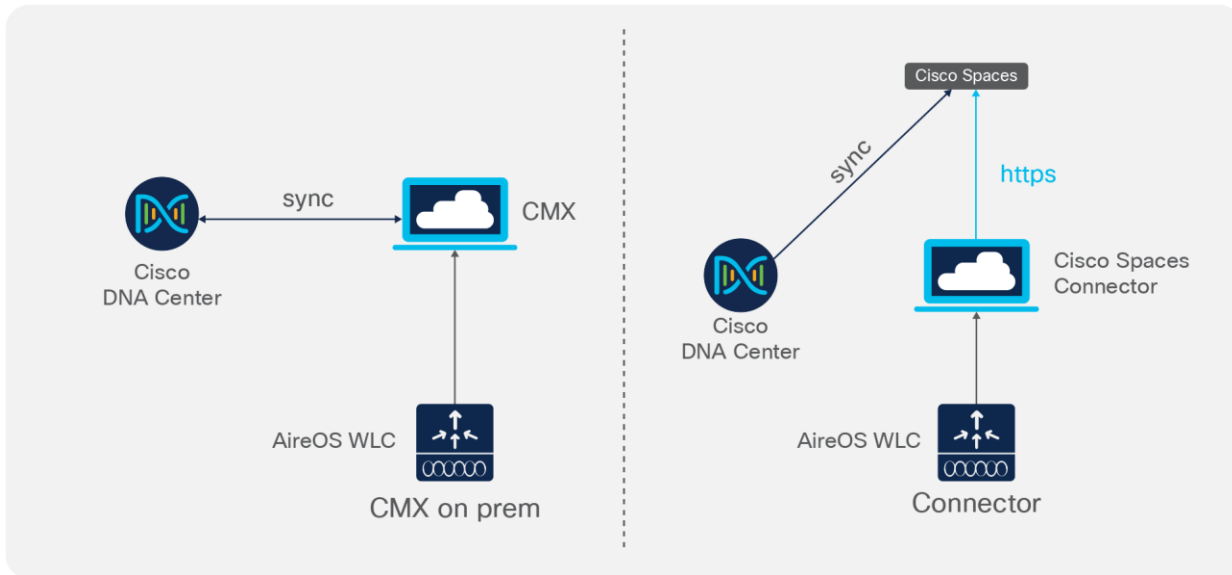 sync
CMX
Cisco
DNA Center
AireOS WLC
CMX on prem
Cisco Spaces
sync
https
Cisco Spaces
Connector
Cisco
DNA Center
AireOS WLC
Connector